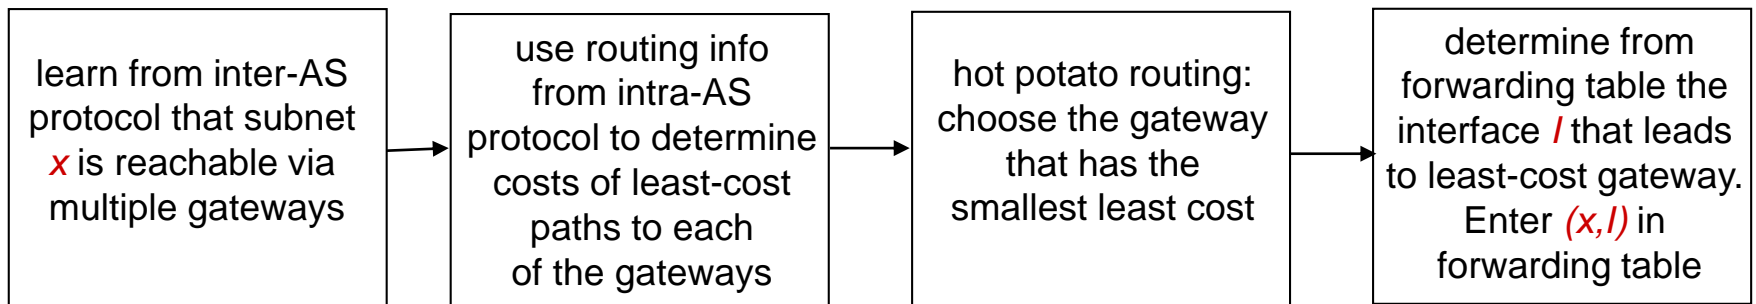 learn from inter-AS
protocol that subnet
x is reachable via
multiple gateways
use routing info
from intra-AS
protocol to determine
costs of least-cost
paths to each
of the gateways
hot potato routing:
choose the gateway
that has the
smallest least cost
determine from
forwarding table the
interface I that leads
to least-cost gateway.
Enter (x,I) in
forwarding table